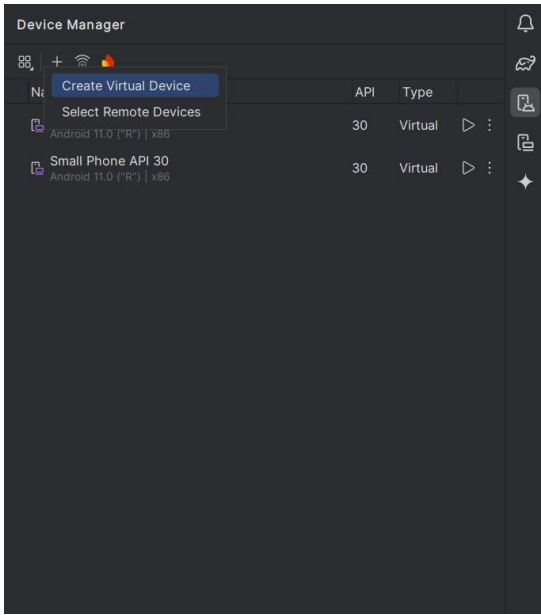 Device Manager
Create Virtual Device
Select Remote Devices
API Type
Android 11.0 ("R") | x86
30 Virtual
Small Phone API 30
Android 11.0 ("R") | x86
30 Virtual